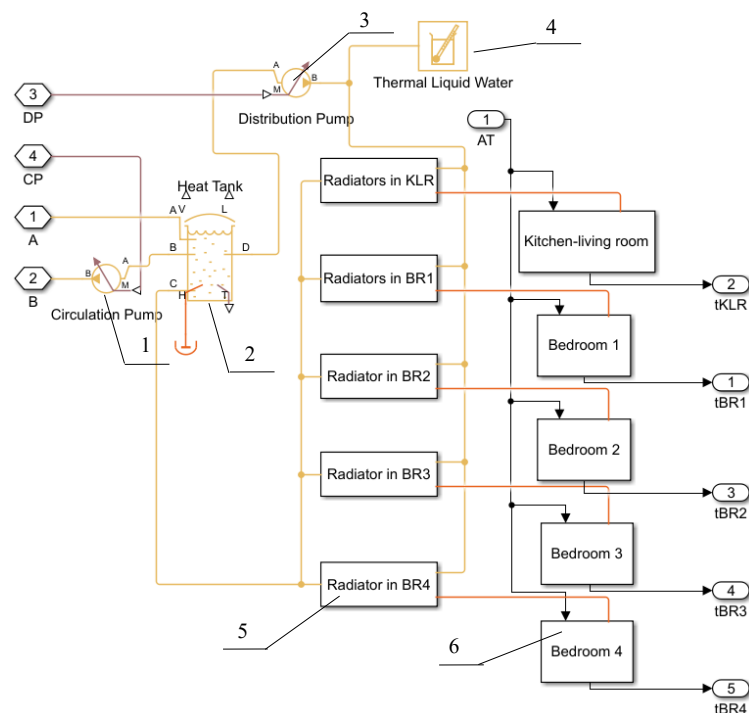 3
4
A
B
M
Thermal Liquid Water
3
DP
Distribution Pump
1
AT
4
CP
Radiators in KLR
Heat Tank
V
L
1
A
A
Kitchen-living room
B
D
2
B
B
A
M
C
H
T
Radiators in BR1
2
tKLR
Circulation Pump
1
2
Bedroom 1
Radiator in BR2
1
tBR1
Bedroom 2
Radiator in BR3
3
tBR2
Bedroom 3
Radiator in BR4
4
tBR3
5
6
Bedroom 4
5
tBR4